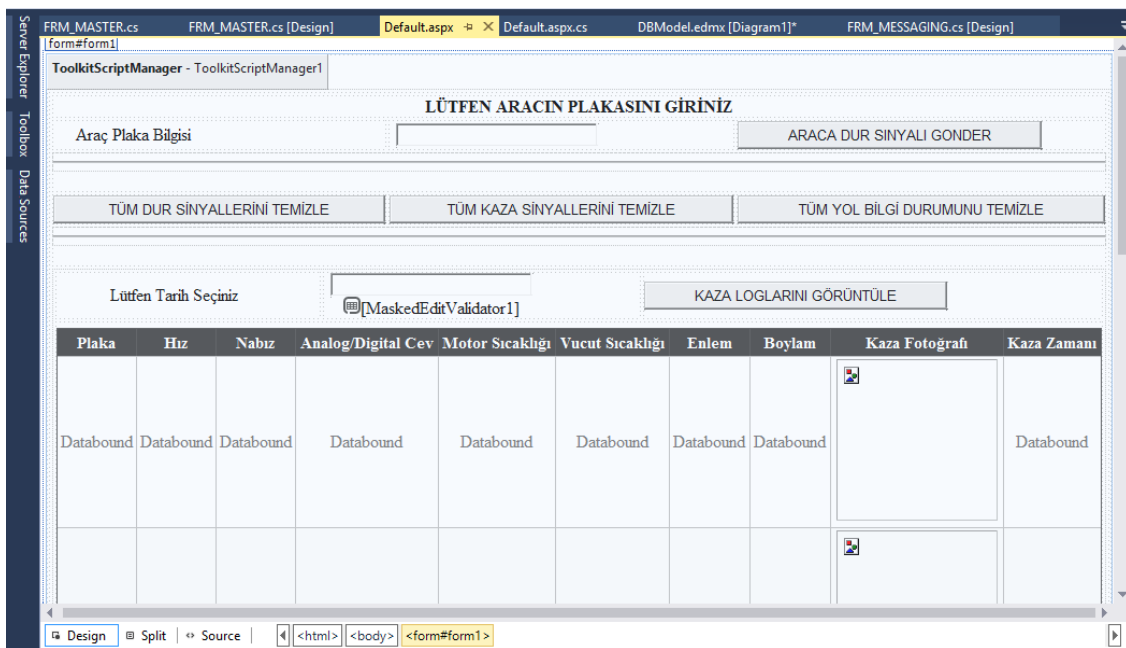 FRM_MASTER.cs FRM_MASTER.cs [Design] Default.aspx Default.aspx.cs DBModel.edmx [Diagram1]* FRM_MESSAGING.cs [Design]
Server Explorer
Toolbox
Data Sources
form#form1
ToolkitScriptManager - ToolkitScriptManager1
LÜTFEN ARACIN PLAKASINI GİRİNİZ
Araç Plaka Bilgisi ARACA DUR SINYALI GONDER
TÜM DUR SİNYALLERİNİ TEMİZLE TÜM KAZA SİNYALLERİNİ TEMİZLE TÜM YOL BİLGİ DURUMUNU TEMİZLE
Lütfen Tarih Seçiniz KAZA LOGLARINI GÖRÜNTÜLE
[MaskedEditValidator1]
Plaka Hız Nabız Analog/Digital Cev Motor Sıcaklığı Vucut Sıcaklığı Enlem Boylam Kaza Fotoğrafı Kaza Zamanı
Databound Databound Databound Databound Databound Databound Databound Databound Databound
Design Split Source <html> <body> <form#form1>